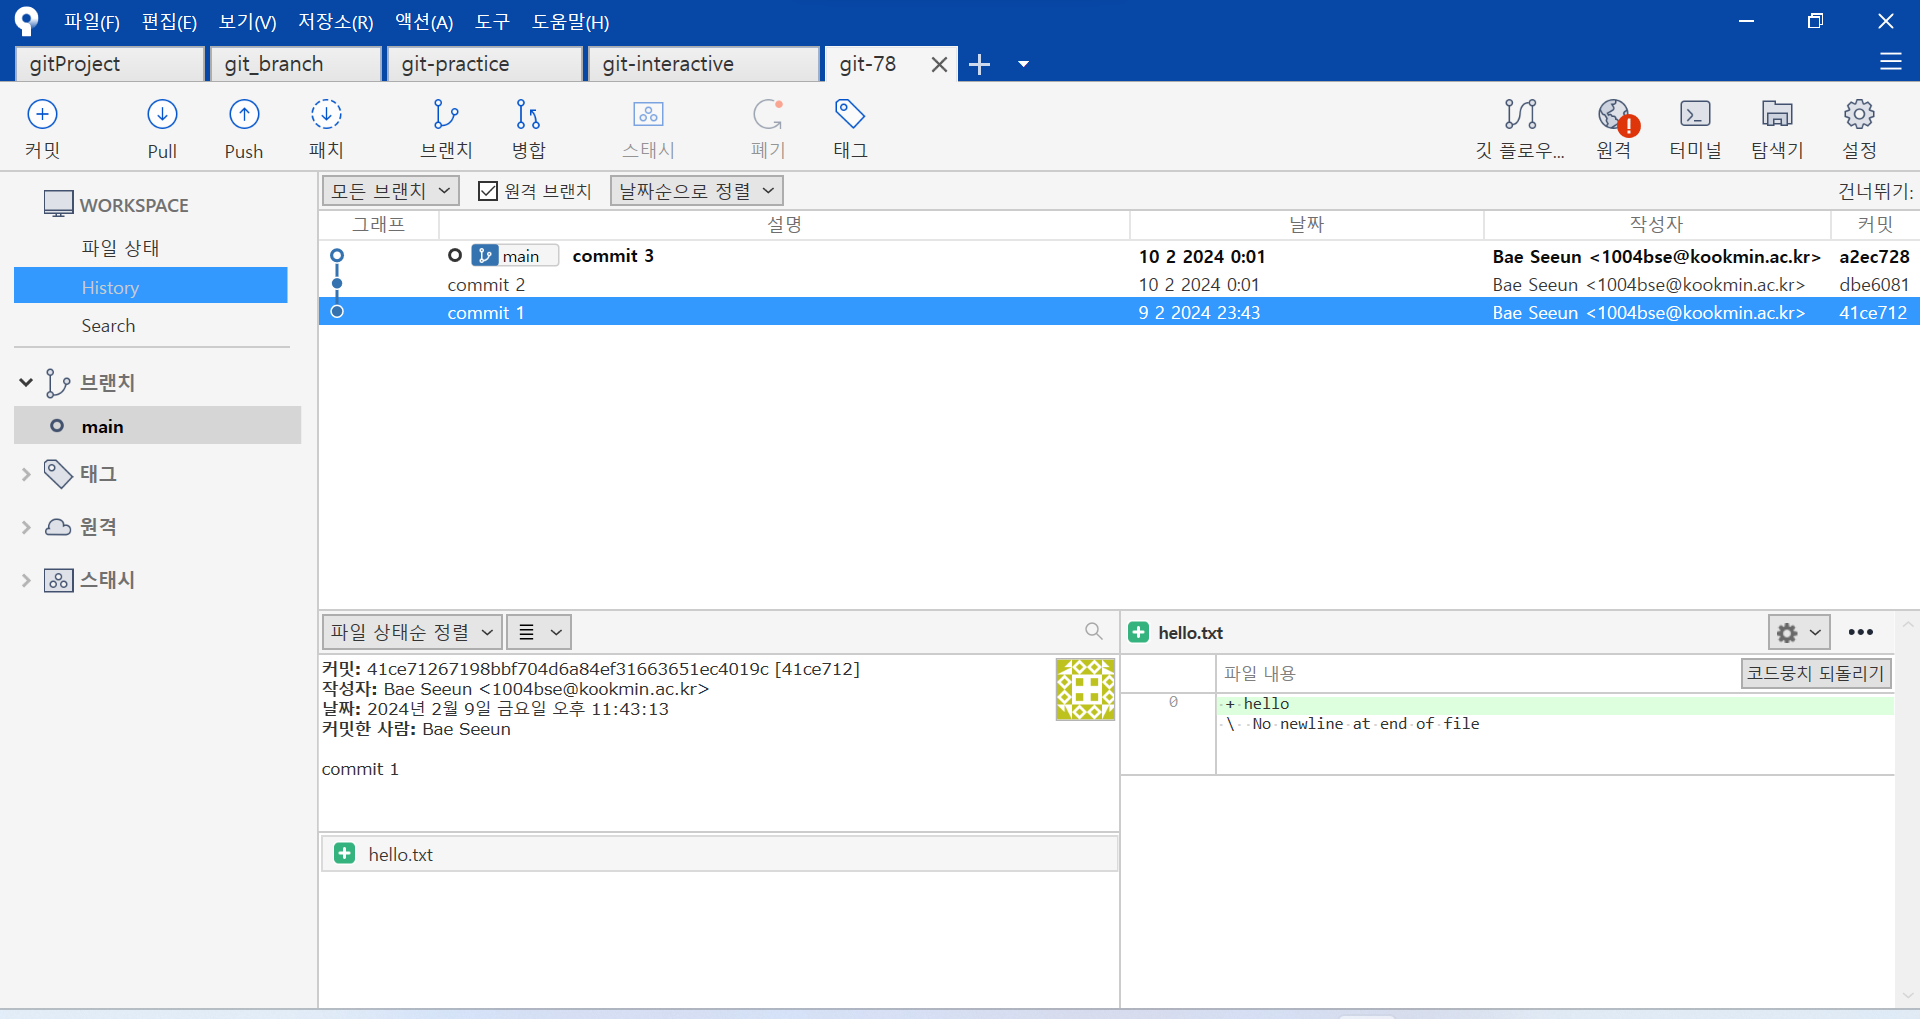 파일(F) 편집(E) 보기(V) 저장소(R) 액션(A) 도구 도움말(H)
gitProject git_branch git-practice git-interactive git-78
커밋 Pull Push 패치 브랜치 병합 스태시 폐기 태그 깃 플로우... 원격 터미널 탐색기 설정
WORKSPACE
파일 상태
History
Search
브랜치
main
태그
원격
스태시
모든 브랜치 원격 브랜치 날짜순으로 정렬 건너뛰기:
그래프 설명 날짜 작성자 커밋
main commit 3 10 2 2024 0:01 Bae Seeun <1004bse@kookmin.ac.kr> a2ec728
commit 2 10 2 2024 0:01 Bae Seeun <1004bse@kookmin.ac.kr> dbe6081
commit 1 9 2 2024 23:43 Bae Seeun <1004bse@kookmin.ac.kr> 41ce712
파일 상태순 정렬
커밋: 41ce71267198bbf704d6a84ef31663651ec4019c [41ce712]
작성자: Bae Seeun <1004bse@kookmin.ac.kr>
날짜: 2024년 2월 9일 금요일 오후 11:43:13
커밋한 사람: Bae Seeun
commit 1
hello.txt
hello.txt
파일 내용 코드뭉치 되돌리기
0 + hello
\ No newline at end of file